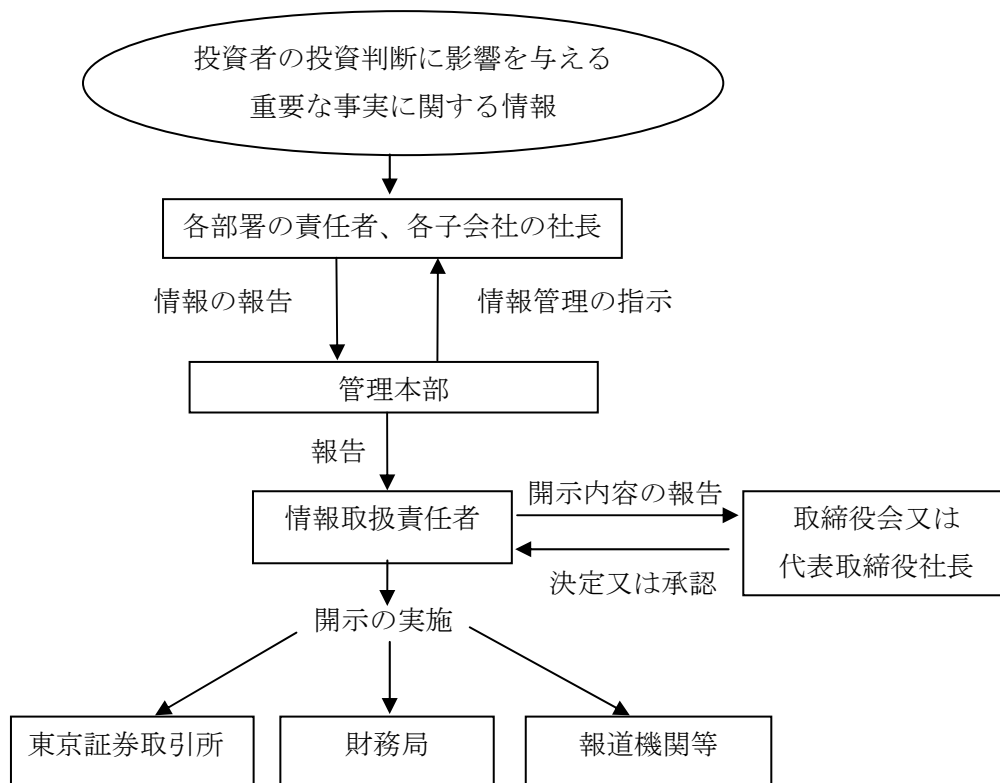 投資者の投資判断に影響を与える
重要な事実に関する情報
各部署の責任者、各子会社の社長
情報の報告
情報管理の指示
管理本部
報告
情報取扱責任者
開示内容の報告
取締役会又は
代表取締役社長
決定又は承認
開示の実施
東京証券取引所
財務局
報道機関等